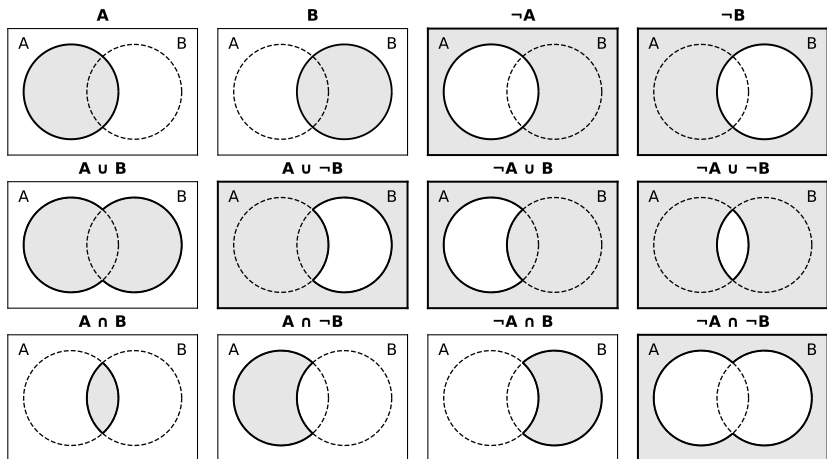 A B ¬A ¬B
A B A B A B A B
A ∪ B A ∪ ¬B ¬A ∪ B ¬A ∪ ¬B
A B A B A B A B
A ∩ B A ∩ ¬B ¬A ∩ B ¬A ∩ ¬B
A B A B A B A B